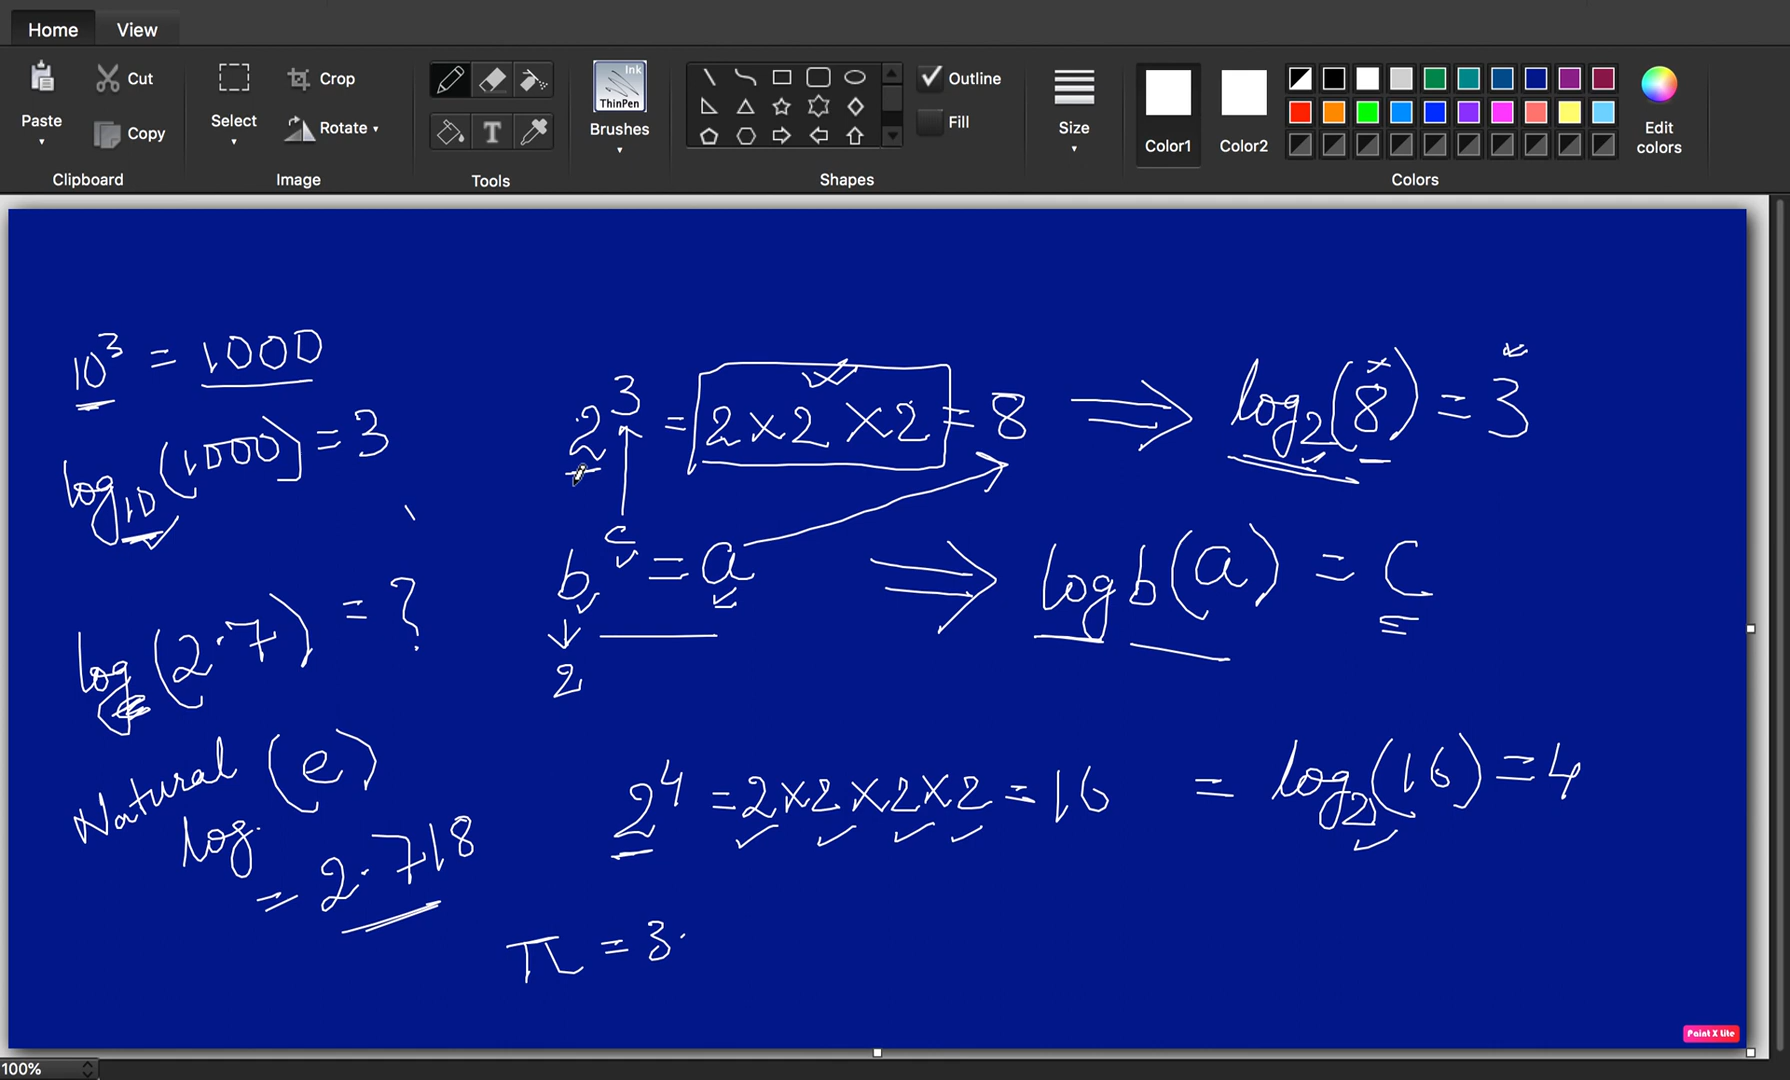 Home View
Paste
Cut
Copy
Clipboard
Select
Crop
Rotate
Image
Tools
Ink
ThinPen
Brushes
Outline
Fill
Shapes
Size
Color1
Color2
Edit colors
Colors
10³ = 1000
log₁₀(1000) = 3
log (2.7) = ?
Natural (e)
log
= 2.718
2³ = 2×2×2 = 8 ⇒ log₂(8) = 3
b^c = a ⇒ log b(a) = c
↓
2
2⁴ = 2×2×2×2 = 16 = log₂(16) = 4
π = 3.
Paint X Lite
100%